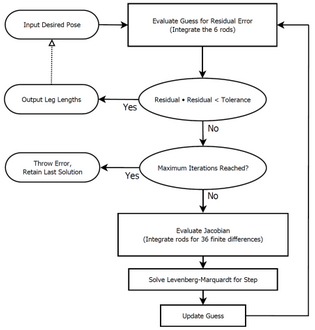 Input Desired Pose
Evaluate Guess for Residual Error
(Integrate the 6 rods)
Output Leg Lengths
Yes
Residual • Residual < Tolerance
No
Throw Error,
Retain Last Solution
Yes
Maximum Iterations Reached?
No
Evaluate Jacobian
(Integrate rods for 36 finite differences)
Solve Levenberg-Marquardt for Step
Update Guess